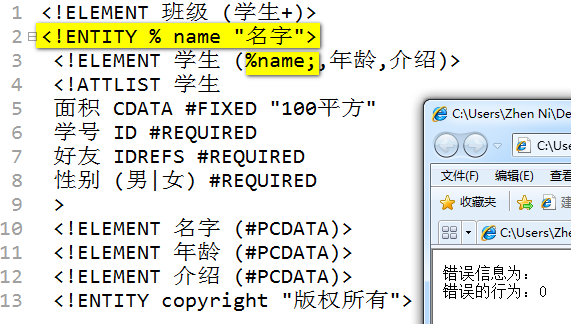 1 <!ELEMENT 班级 (学生+)>
2 <!ENTITY % name "名字">
3 <!ELEMENT 学生 (%name;,年龄,介绍)>
4 <!ATTLIST 学生
5 面积 CDATA #FIXED "100平方"
6 学号 ID #REQUIRED
7 好友 IDREFS #REQUIRED
8 性别 (男|女) #REQUIRED
9 >
10 <!ELEMENT 名字 (#PCDATA)>
11 <!ELEMENT 年龄 (#PCDATA)>
12 <!ELEMENT 介绍 (#PCDATA)>
13 <!ENTITY copyright "版权所有">
C:\Users\Zhen Ni\De
C:\Users
文件(F) 编辑(E) 查看
收藏夹
C:\Users\Zhe
错误信息为:
错误的行为: 0